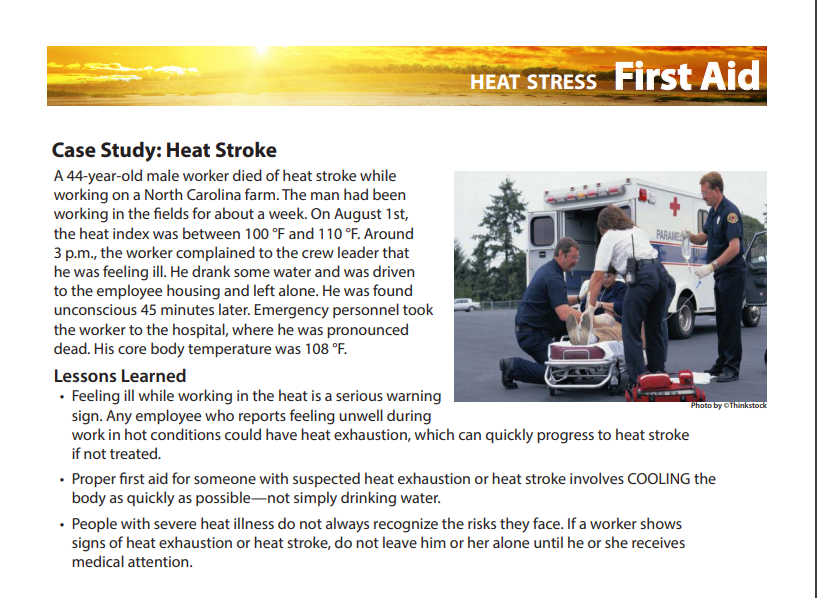 HEAT STRESS First Aid
Case Study: Heat Stroke
A 44-year-old male worker died of heat stroke while
working on a North Carolina farm. The man had been
working in the fields for about a week. On August 1st,
the heat index was between 100 °F and 110 °F. Around
3 p.m., the worker complained to the crew leader that
he was feeling ill. He drank some water and was driven
to the employee housing and left alone. He was found
unconscious 45 minutes later. Emergency personnel took
the worker to the hospital, where he was pronounced
dead. His core body temperature was 108 °F.
PARAMED
Photo by ©Thinkstock
Lessons Learned
• Feeling ill while working in the heat is a serious warning
sign. Any employee who reports feeling unwell during
work in hot conditions could have heat exhaustion, which can quickly progress to heat stroke
if not treated.
• Proper first aid for someone with suspected heat exhaustion or heat stroke involves COOLING the
body as quickly as possible—not simply drinking water.
• People with severe heat illness do not always recognize the risks they face. If a worker shows
signs of heat exhaustion or heat stroke, do not leave him or her alone until he or she receives
medical attention.